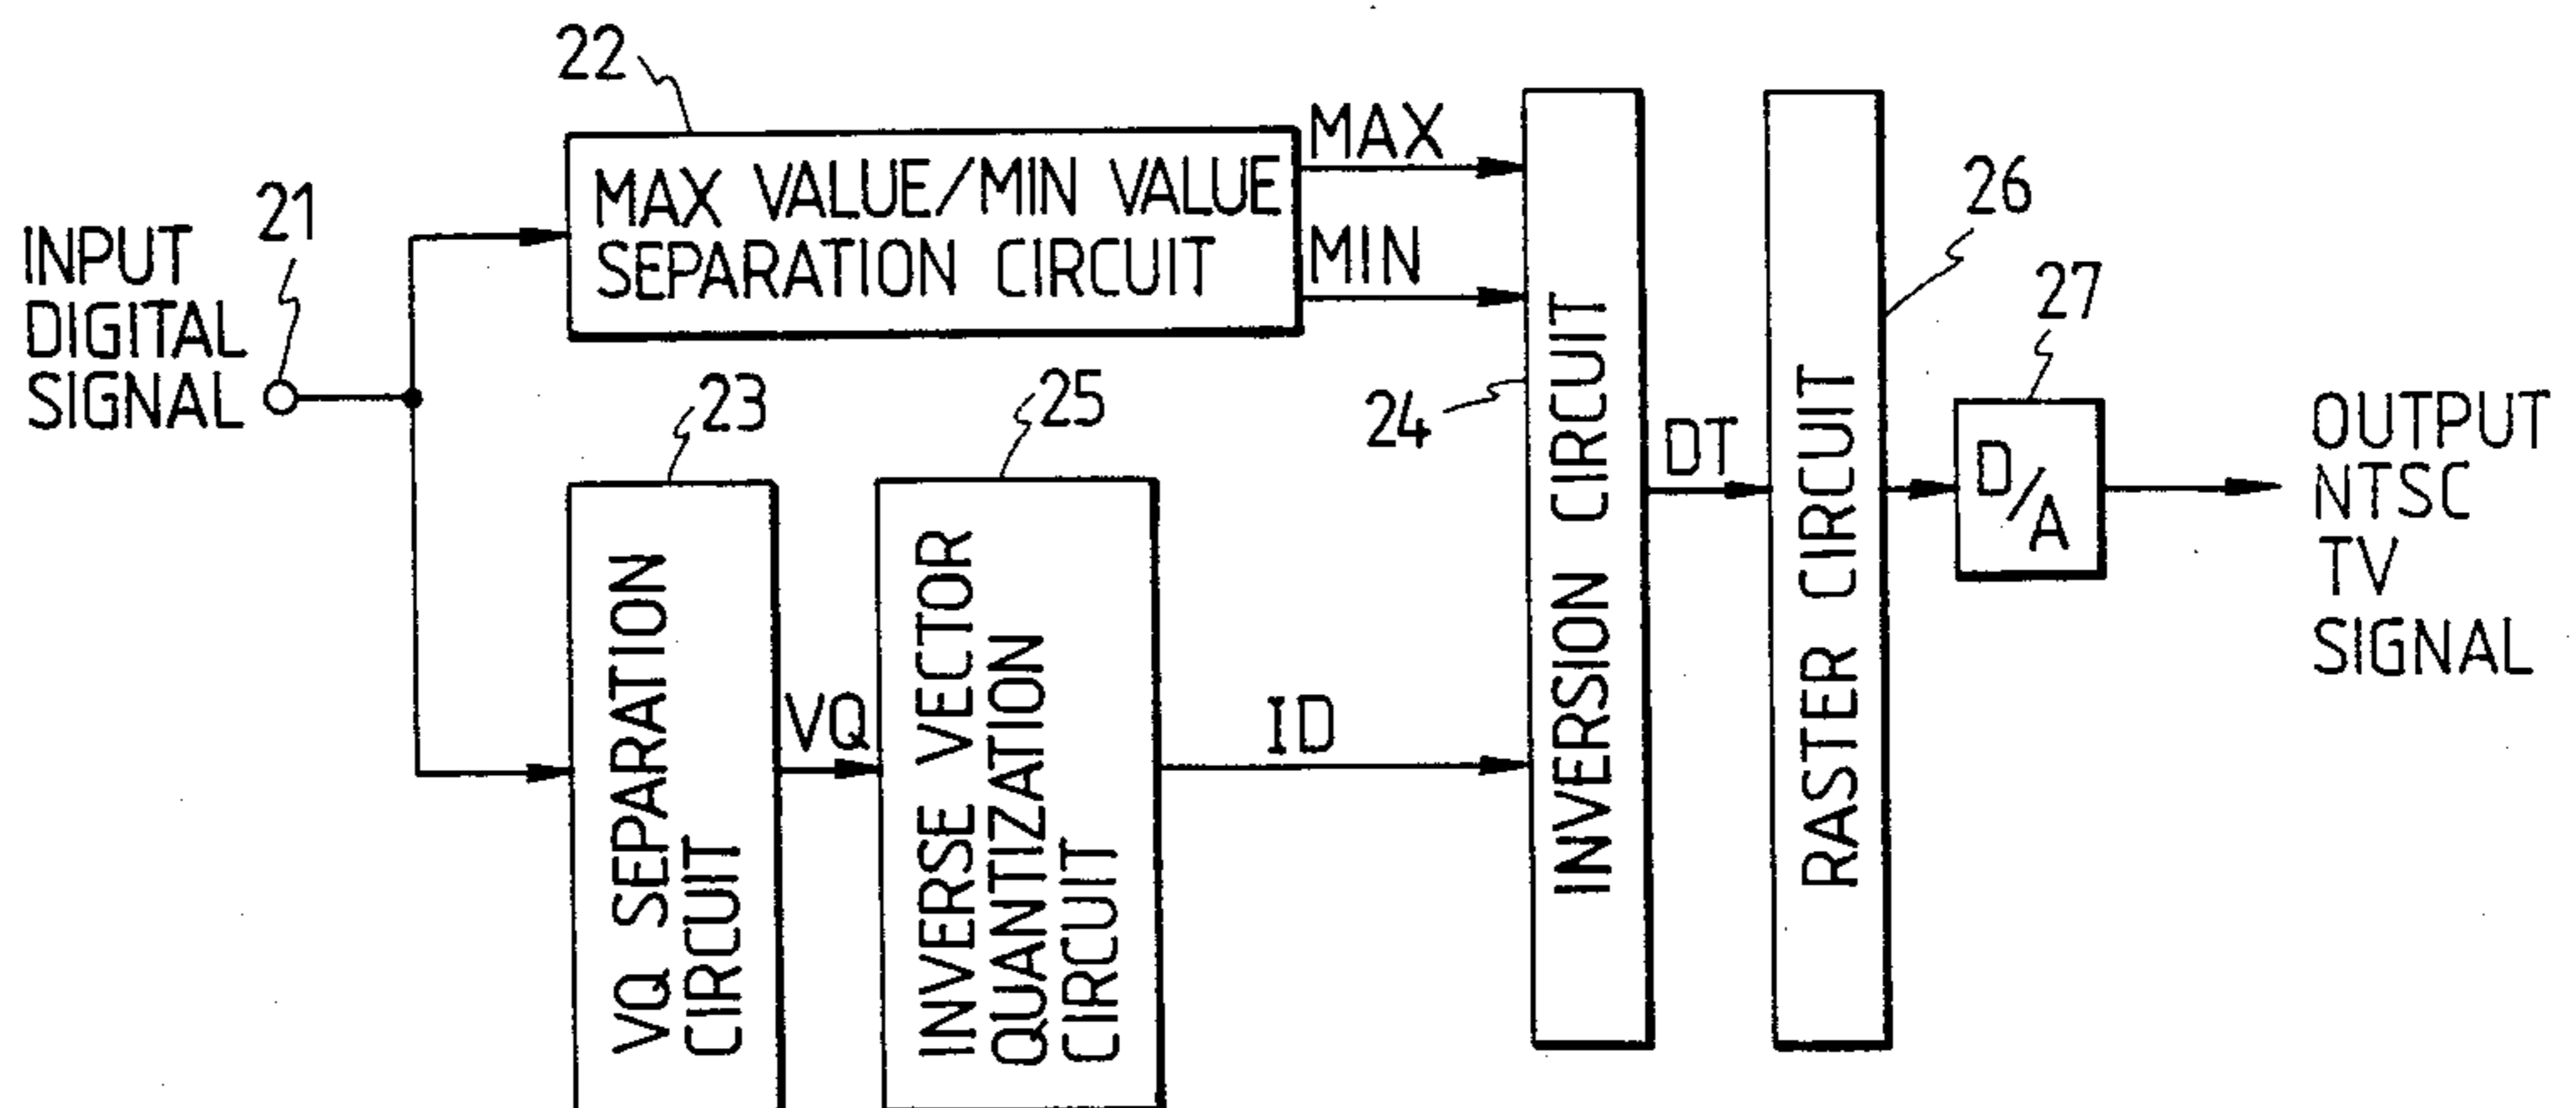 INPUT
DIGITAL
SIGNAL
21
22
MAX VALUE/MIN VALUE
SEPARATION CIRCUIT
MAX
MIN
23
VQ SEPARATION
CIRCUIT
VQ
25
INVERSE VECTOR
QUANTIZATION
CIRCUIT
ID
24
INVERSION CIRCUIT
DT
26
RASTER CIRCUIT
27
D/A
OUTPUT
NTSC
TV
SIGNAL